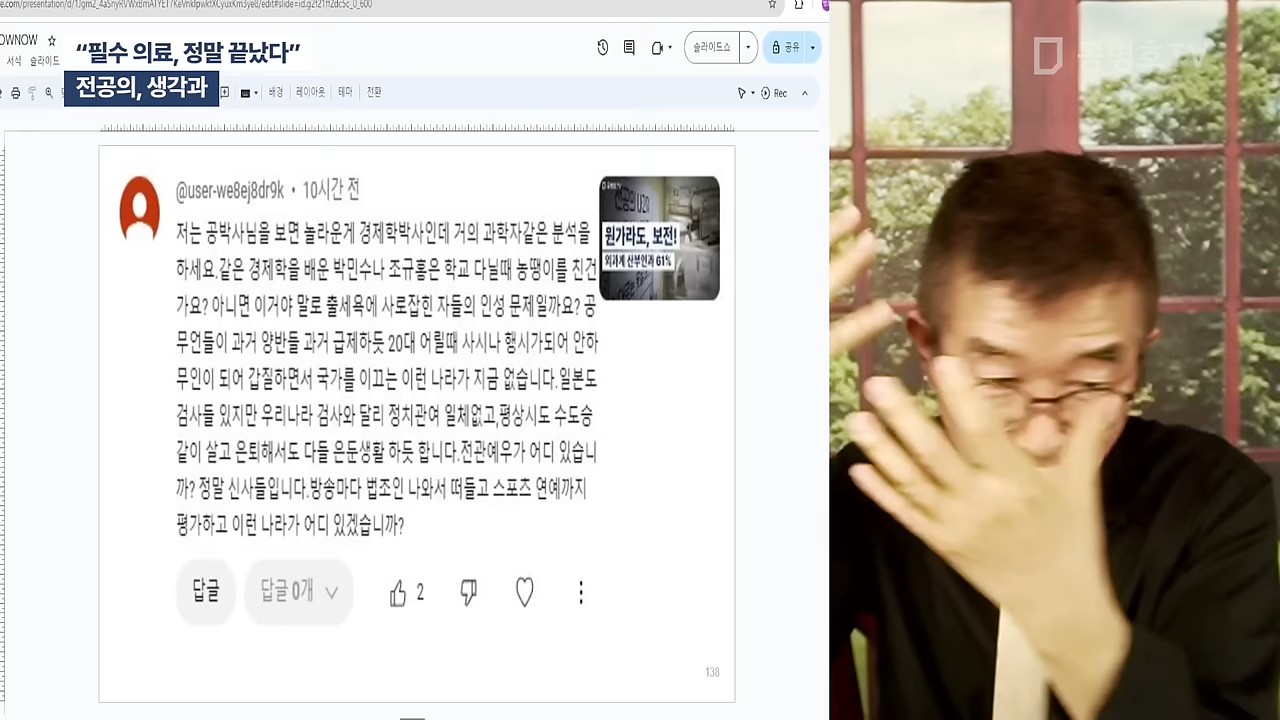 “필수 의료, 정말 끝났다”
전공의, 생각과
서식 슬라이드
슬라이드쇼
공유
배경 레이아웃 테마 전환
Rec
@user-we8ej8dr9k • 10시간 전
저는 공박사님을 보면 놀라운게 경제학박사인데 거의 과학자같은 분석을
하세요.같은 경제학을 배운 박민수나 조규홍은 학교 다닐때 농땡이를 친건
가요? 아니면 이거야 말로 출세욕에 사로잡힌 자들의 인성 문제일까요? 공
무언들이 과거 양반들 과거 급제하듯 20대 어릴때 사시나 행시가되어 안하
무인이 되어 갑질하면서 국가를 이끄는 이런 나라가 지금 없습니다.일본도
검사들 있지만 우리나라 검사와 달리 정치관여 일체없고,평상시도 수도승
같이 살고 은퇴해서도 다들 은둔생활 하듯 합니다.전관예우가 어디 있습니
까? 정말 신사들입니다.방송마다 법조인 나와서 떠들고 스포츠 연예까지
평가하고 이런 나라가 어디 있겠습니까?
원가라도, 보전!
외과계 산부인과 61%
답글
답글 0개
2
138
공병호TV